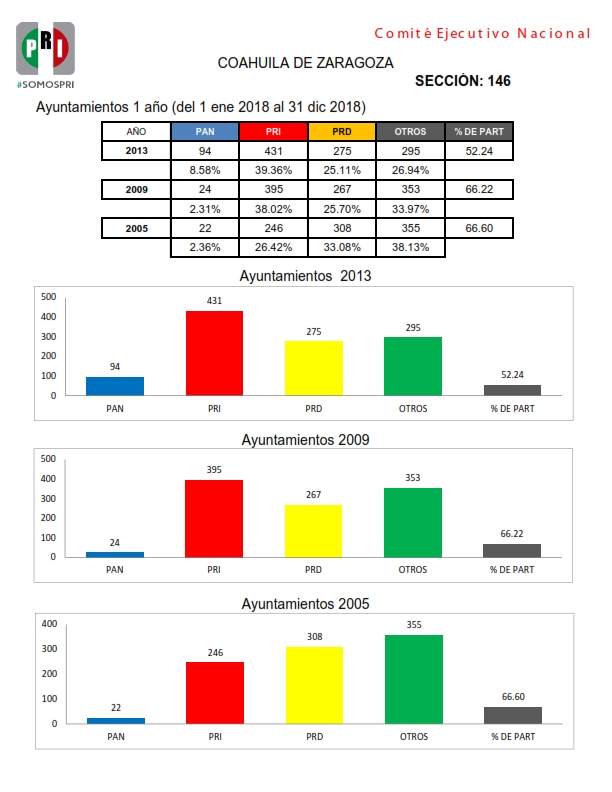 PRI
#SOMOSPRI
Comité Ejecutivo Nacional
COAHUILA DE ZARAGOZA
SECCIÓN: 146
Ayuntamientos 1 año (del 1 ene 2018 al 31 dic 2018)
AÑO PAN PRI PRD OTROS % DE PART
2013 94 431 275 295 52.24
8.58% 39.36% 25.11% 26.94%
2009 24 395 267 353 66.22
2.31% 38.02% 25.70% 33.97%
2005 22 246 308 355 66.60
2.36% 26.42% 33.08% 38.13%
Ayuntamientos 2013
500
400
300
200
100
0
94 431 275 295 52.24
PAN PRI PRD OTROS % DE PART
Ayuntamientos 2009
500
400
300
200
100
0
24 395 267 353 66.22
PAN PRI PRD OTROS % DE PART
Ayuntamientos 2005
400
300
200
100
0
22 246 308 355 66.60
PAN PRI PRD OTROS % DE PART